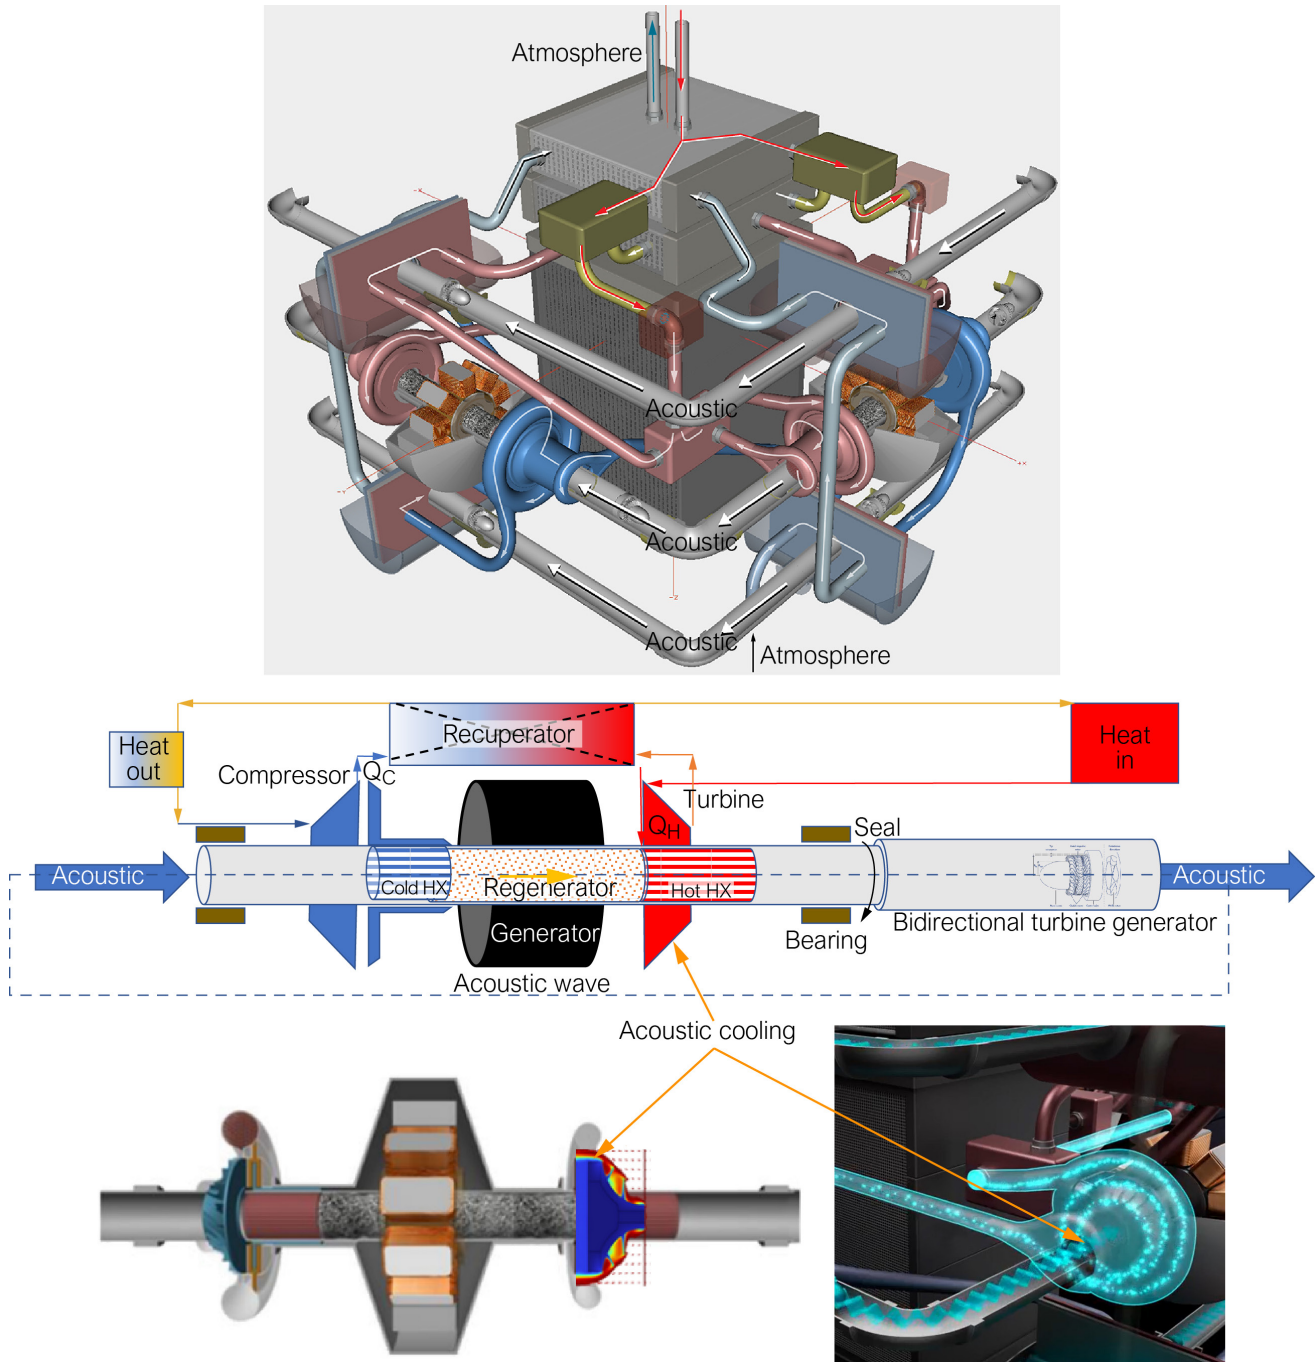 Atmosphere
Acoustic
Acoustic
Acoustic
Atmosphere
Recuperator
Heat
out
Heat
in
Compressor
QC
Turbine
QH
Seal
Acoustic
Cold HX
Regenerator
Hot HX
Acoustic
Generator
Bearing
Bidirectional turbine generator
Acoustic wave
Acoustic cooling